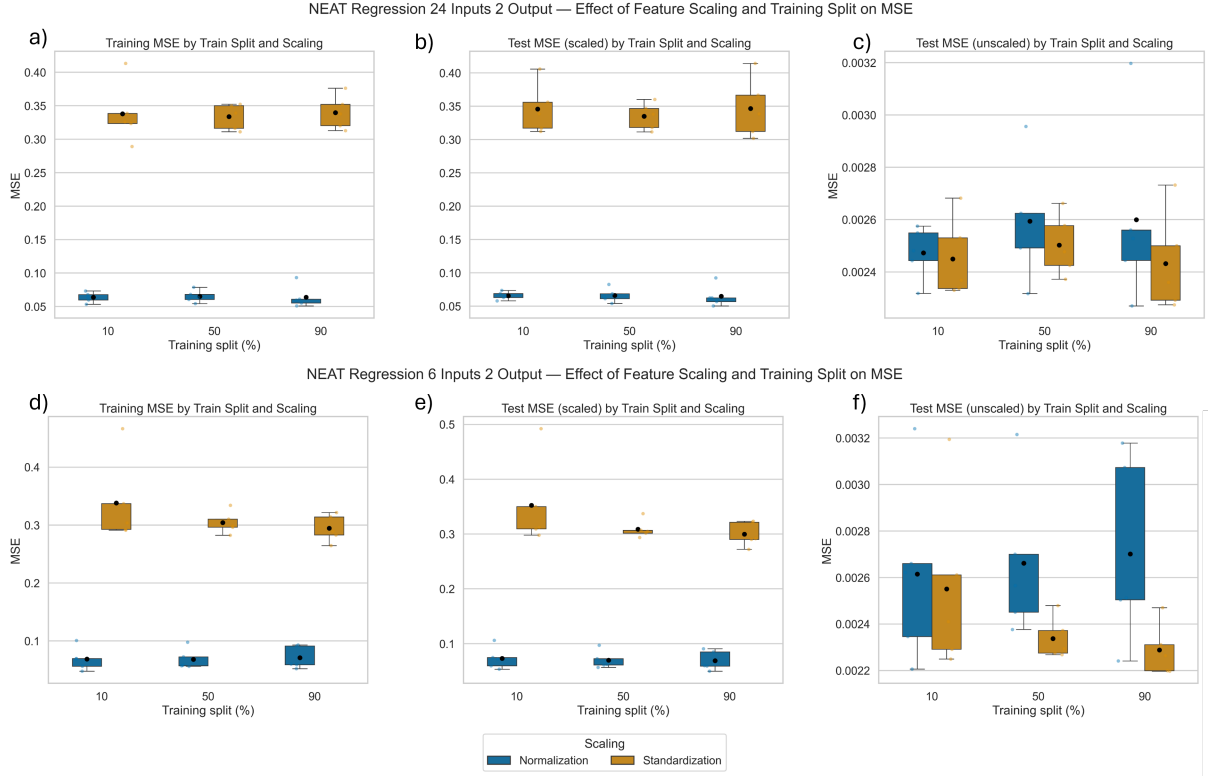 NEAT Regression 24 Inputs 2 Output — Effect of Feature Scaling and Training Split on MSE
a)
Training MSE by Train Split and Scaling
MSE
0.40
0.35
0.30
0.25
0.20
0.15
0.10
0.05
10 50 90
Training split (%)
b)
Test MSE (scaled) by Train Split and Scaling
0.40
0.35
0.30
0.25
0.20
0.15
0.10
0.05
10 50 90
Training split (%)
c)
Test MSE (unscaled) by Train Split and Scaling
MSE
0.0032
0.0030
0.0028
0.0026
0.0024
10 50 90
Training split (%)
NEAT Regression 6 Inputs 2 Output — Effect of Feature Scaling and Training Split on MSE
d)
Training MSE by Train Split and Scaling
MSE
0.4
0.3
0.2
0.1
10 50 90
Training split (%)
e)
Test MSE (scaled) by Train Split and Scaling
0.5
0.4
0.3
0.2
0.1
10 50 90
Training split (%)
f)
Test MSE (unscaled) by Train Split and Scaling
MSE
0.0032
0.0030
0.0028
0.0026
0.0024
0.0022
10 50 90
Training split (%)
Scaling
Normalization Standardization